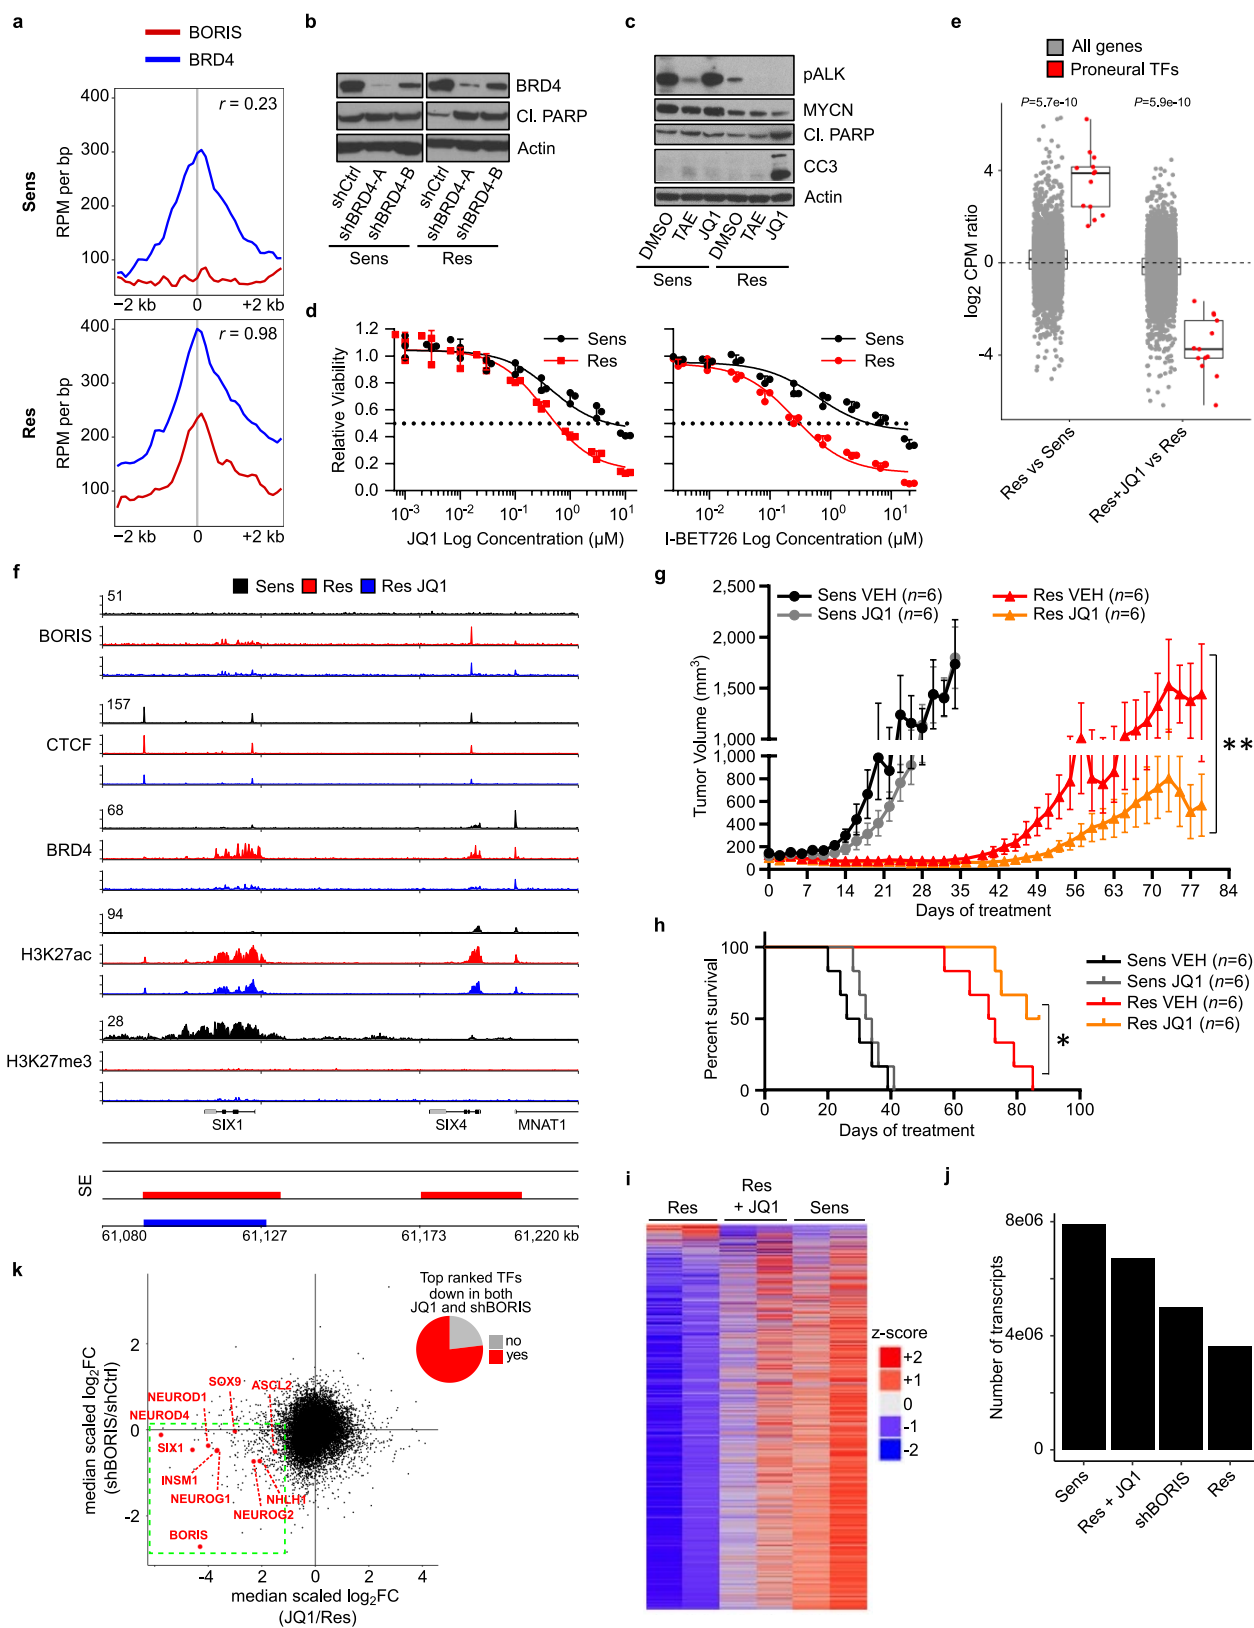 a
BORIS
BRD4
400
300
200
100
r = 0.23
RPM per bp
Sens
−2 kb 0 +2 kb
400
300
200
100
r = 0.98
RPM per bp
Res
−2 kb 0 +2 kb
b
BRD4
Cl. PARP
Actin
shCtrl
shBRD4-A
shBRD4-B
shCtrl
shBRD4-A
shBRD4-B
Sens Res
c
pALK
MYCN
Cl. PARP
CC3
Actin
DMSO
TAE
JQ1
DMSO
TAE
JQ1
Sens Res
d
Relative Viability
1.2
1.0
0.8
0.6
0.4
0.2
0.0
Sens
Res
10-3 10-2 10-1 100 101
JQ1 Log Concentration (µM)
Sens
Res
10-2 10-1 100 101
I-BET726 Log Concentration (µM)
e
All genes
Proneural TFs
P=5.7e-10 P=5.9e-10
log2 CPM ratio
4
0
-4
Res vs Sens
Res+JQ1 vs Res
f
Sens Res Res JQ1
51
BORIS
157
CTCF
68
BRD4
94
H3K27ac
28
H3K27me3
SIX1 SIX4 MNAT1
SE
61,080 61,127 61,173 61,220 kb
g
2,500
2,000
1,500
1,000
1,000
800
600
400
200
0
Tumor Volume (mm3)
Sens VEH (n=6)
Sens JQ1 (n=6)
Res VEH (n=6)
Res JQ1 (n=6)
**
0 7 14 21 28 35 42 49 56 63 70 77 84
Days of treatment
h
Percent survival
100
50
0
Sens VEH (n=6)
Sens JQ1 (n=6)
Res VEH (n=6)
Res JQ1 (n=6)
*
0 20 40 60 80 100
Days of treatment
i
Res
Res + JQ1
Sens
z-score
+2
+1
0
-1
-2
j
Number of transcripts
8e06
4e06
0
Sens
Res + JQ1
shBORIS
Res
k
Top ranked TFs
down in both
JQ1 and shBORIS
no
yes
median scaled log2FC
(shBORIS/shCtrl)
2
0
-2
SOX9
ASCL2
NEUROD1
NEUROD4
SIX1
INSM1
NEUROG1
NHLH1
NEUROG2
BORIS
-4 -2 0 2 4
median scaled log2FC
(JQ1/Res)